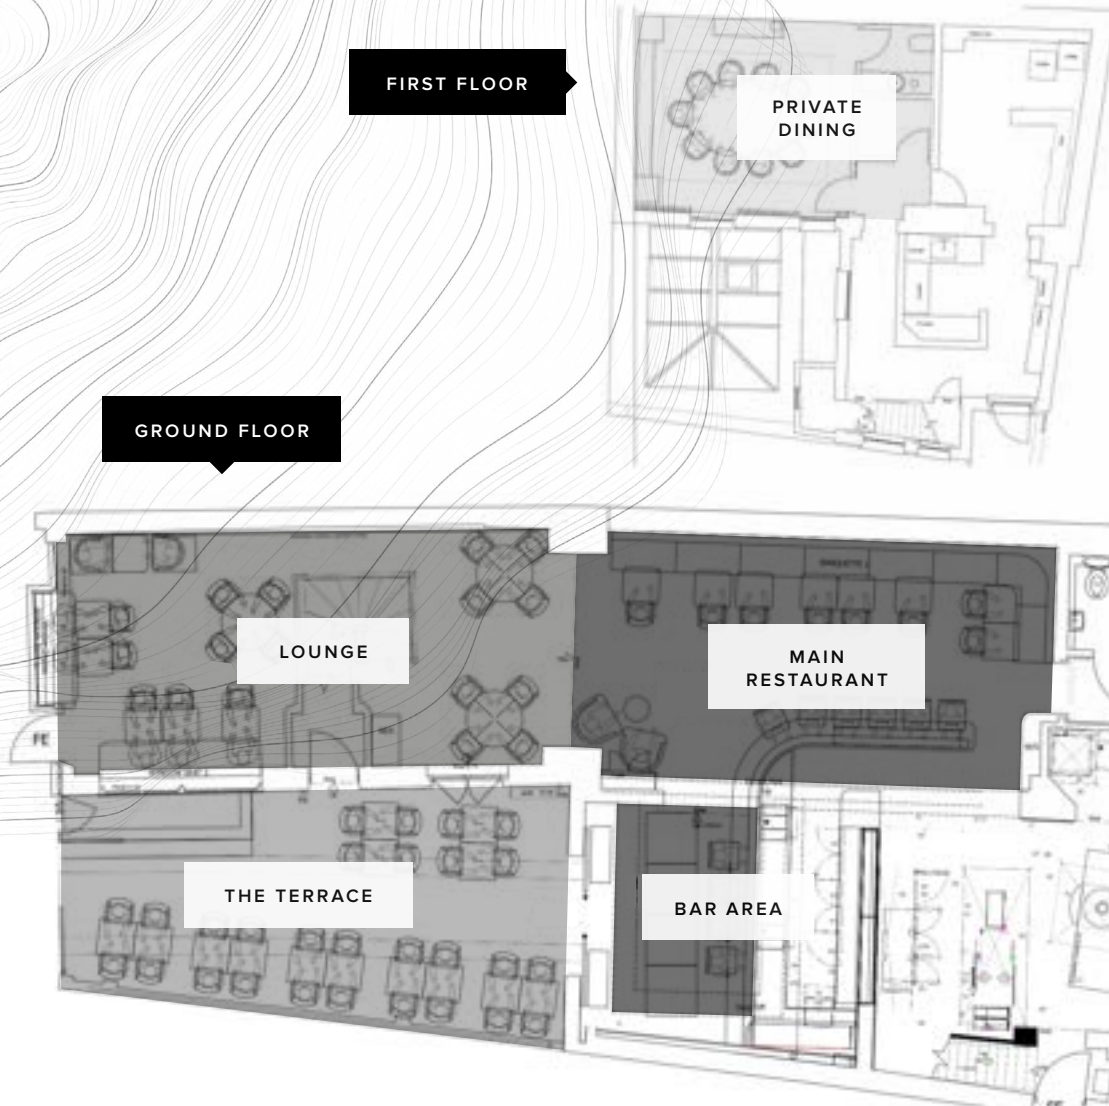 FIRST FLOOR
PRIVATE
DINING
GROUND FLOOR
LOUNGE
MAIN
RESTAURANT
FE
THE TERRACE
BAR AREA